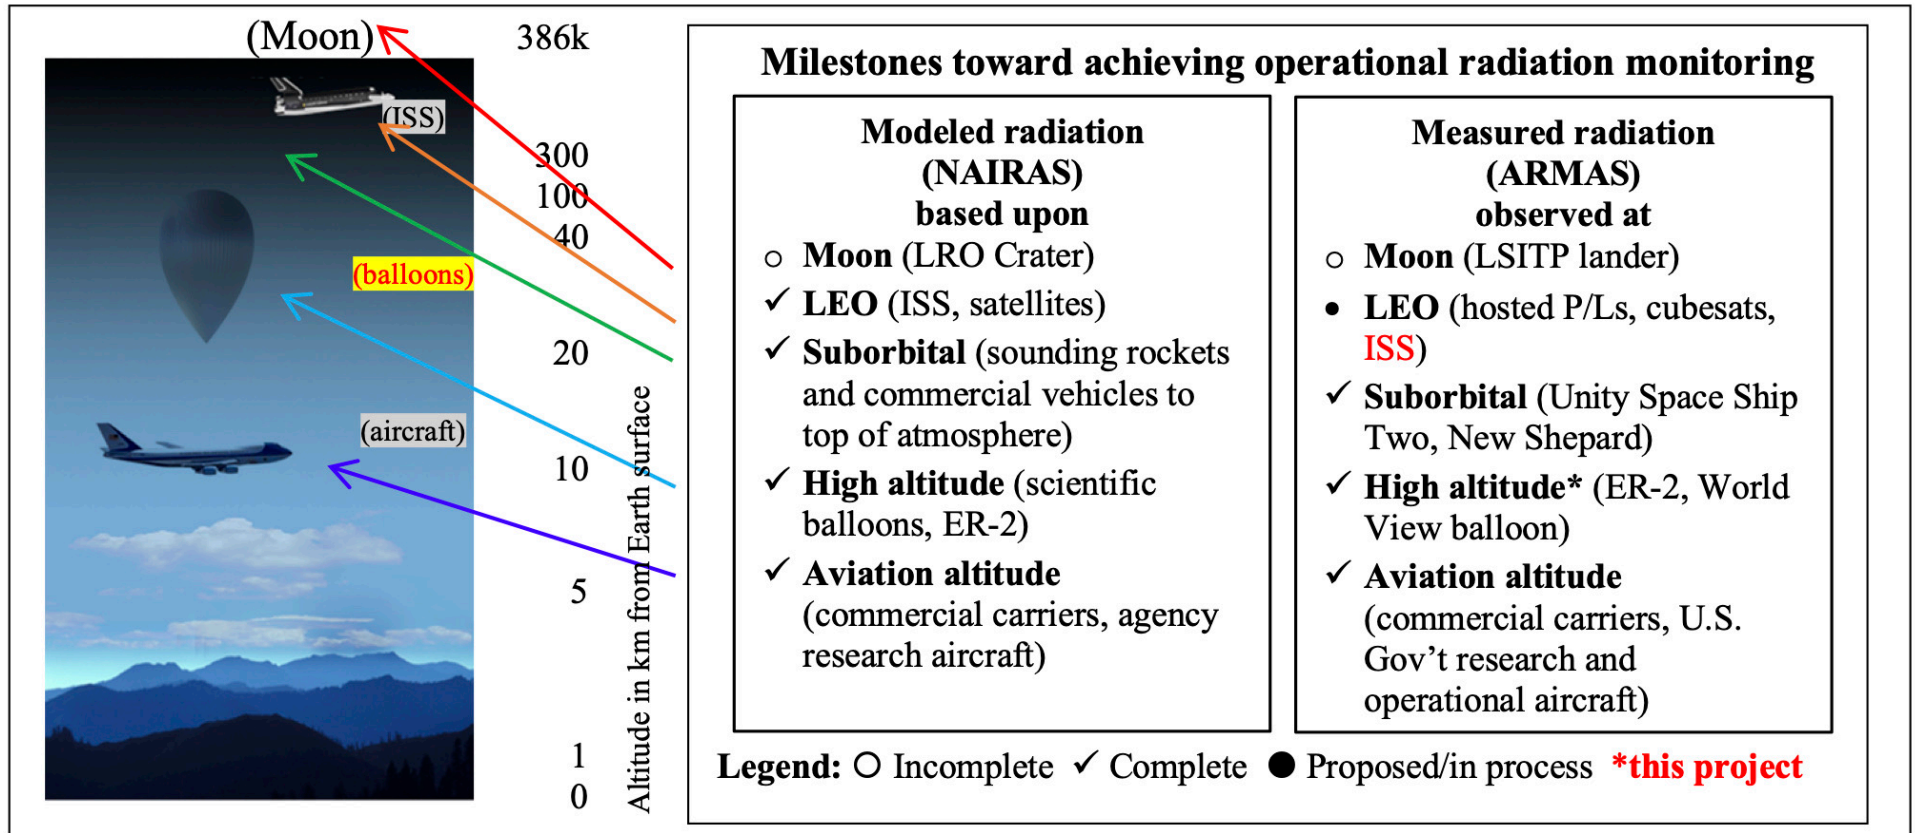 (Moon)
386k
(ISS)
300
100
40
(balloons)
20
(aircraft)
10
5
1
0
Altitude in km from Earth surface
Milestones toward achieving operational radiation monitoring
Modeled radiation
(NAIRAS)
based upon
○ Moon (LRO Crater)
✓ LEO (ISS, satellites)
✓ Suborbital (sounding rockets
and commercial vehicles to
top of atmosphere)
✓ High altitude (scientific
balloons, ER-2)
✓ Aviation altitude
(commercial carriers, agency
research aircraft)
Measured radiation
(ARMAS)
observed at
○ Moon (LSITP lander)
● LEO (hosted P/Ls, cubesats,
ISS)
✓ Suborbital (Unity Space Ship
Two, New Shepard)
✓ High altitude* (ER-2, World
View balloon)
✓ Aviation altitude
(commercial carriers, U.S.
Gov’t research and
operational aircraft)
Legend: ○ Incomplete ✓ Complete ● Proposed/in process *this project